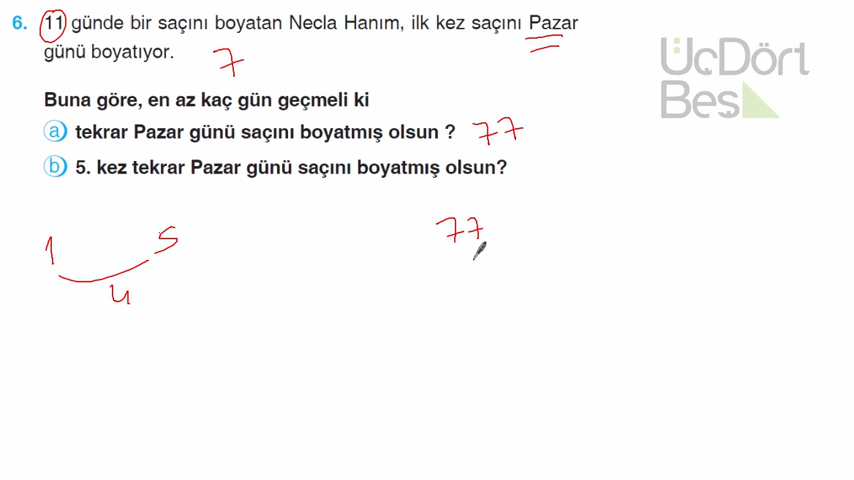 6. 11 günde bir saçını boyatan Necla Hanım, ilk kez saçını Pazar
günü boyatıyor.
7
Buna göre, en az kaç gün geçmeli ki
a tekrar Pazar günü saçını boyatmış olsun ? 77
b 5. kez tekrar Pazar günü saçını boyatmış olsun?
ÜçDört
Beş
1 5
4
77